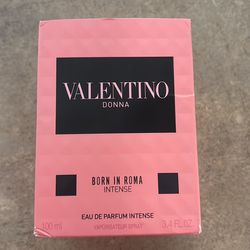 VALENTINO
DONNA
BORN IN ROMA
INTENSE
EAU DE PARFUM INTENSE
100 ml VAPORISATEUR SPRAY 3.4 FL.OZ